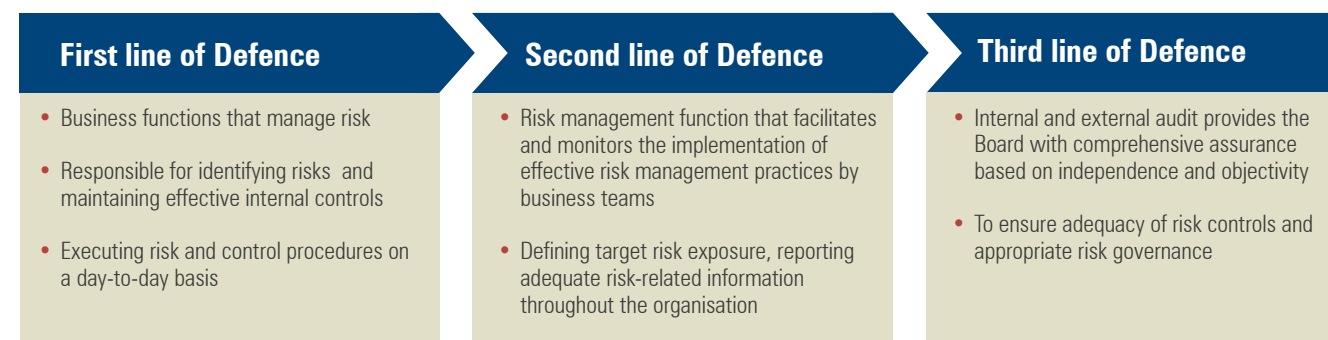 First line of Defence
• Business functions that manage risk
• Responsible for identifying risks and
maintaining effective internal controls
• Executing risk and control procedures on
a day-to-day basis
Second line of Defence
• Risk management function that facilitates
and monitors the implementation of
effective risk management practices by
business teams
• Defining target risk exposure, reporting
adequate risk-related information
throughout the organisation
Third line of Defence
• Internal and external audit provides the
Board with comprehensive assurance
based on independence and objectivity
• To ensure adequacy of risk controls and
appropriate risk governance